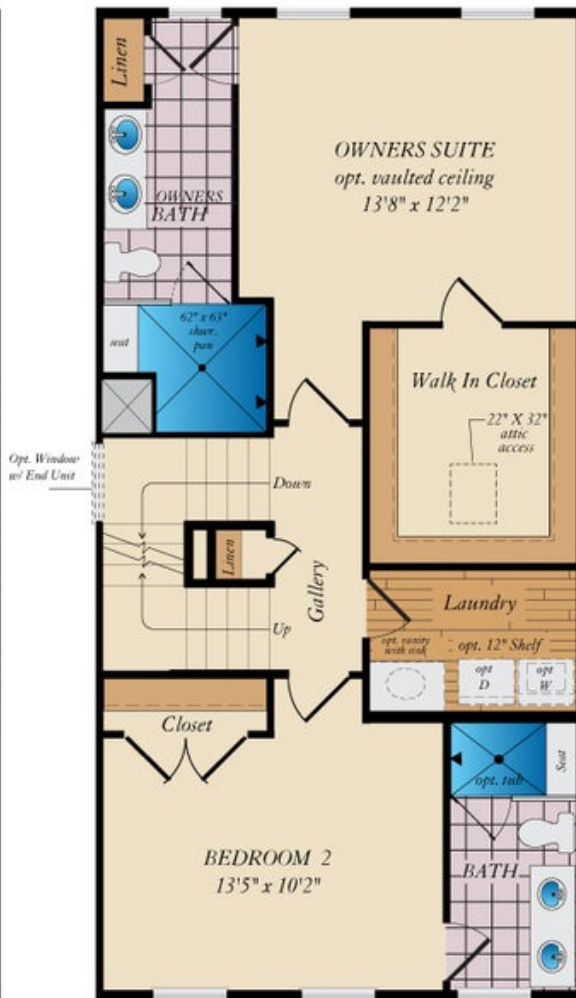 Linen
OWNERS SUITE
opt. vaulted ceiling
13'8" x 12'2"
OWNERS
BATH
62" x 63"
shwr.
pan
seat
Walk In Closet
22" X 32"
attic
access
Opt. Window
w/ End Unit
Down
Linen
Gallery
Up
Laundry
opt. vanity
with sink
opt. 12" Shelf
opt
D
opt
W
Closet
Seat
opt. tub
BEDROOM 2
13'5" x 10'2"
BATH